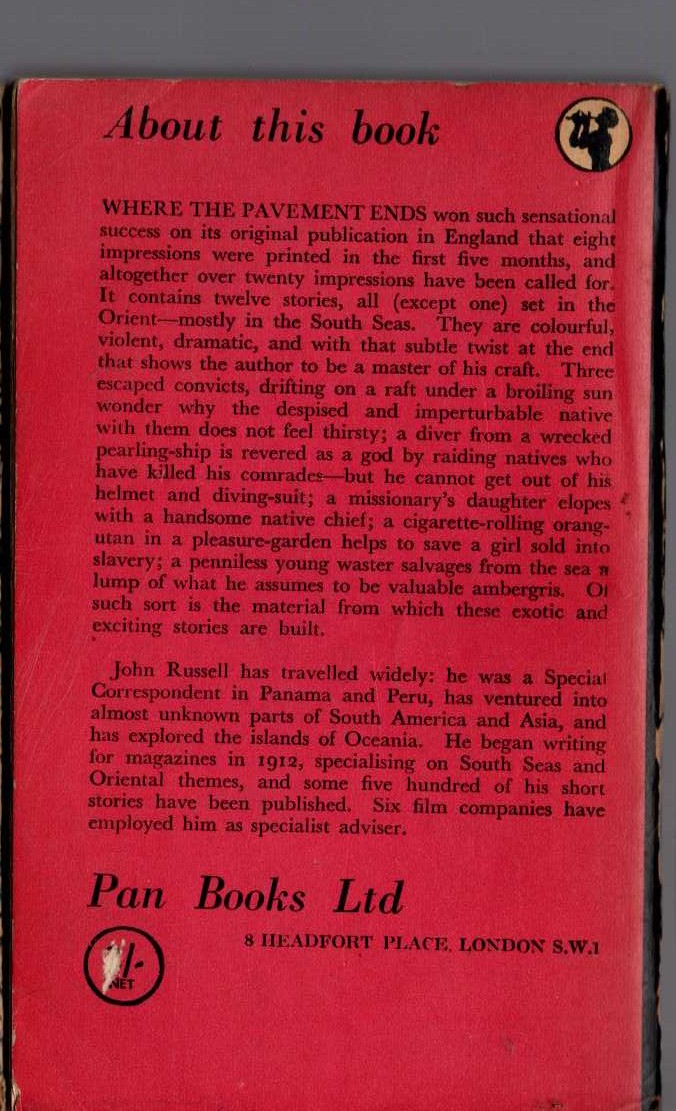 About this book
WHERE THE PAVEMENT ENDS won such sensational
success on its original publication in England that eight
impressions were printed in the first five months, and
altogether over twenty impressions have been called for.
It contains twelve stories, all (except one) set in the
Orient—mostly in the South Seas. They are colourful,
violent, dramatic, and with that subtle twist at the end
that shows the author to be a master of his craft. Three
escaped convicts, drifting on a raft under a broiling sun
wonder why the despised and imperturbable native
with them does not feel thirsty; a diver from a wrecked
pearling-ship is revered as a god by raiding natives who
have killed his comrades—but he cannot get out of his
helmet and diving-suit; a missionary's daughter elopes
with a handsome native chief; a cigarette-rolling orang-
utan in a pleasure-garden helps to save a girl sold into
slavery; a penniless young waster salvages from the sea a
lump of what he assumes to be valuable ambergris. Of
such sort is the material from which these exotic and
exciting stories are built.
John Russell has travelled widely: he was a Special
Correspondent in Panama and Peru, has ventured into
almost unknown parts of South America and Asia, and
has explored the islands of Oceania. He began writing
for magazines in 1912, specialising on South Seas and
Oriental themes, and some five hundred of his short
stories have been published. Six film companies have
employed him as specialist adviser.
Pan Books Ltd
8 HEADFORT PLACE, LONDON S.W.1
/-
NET